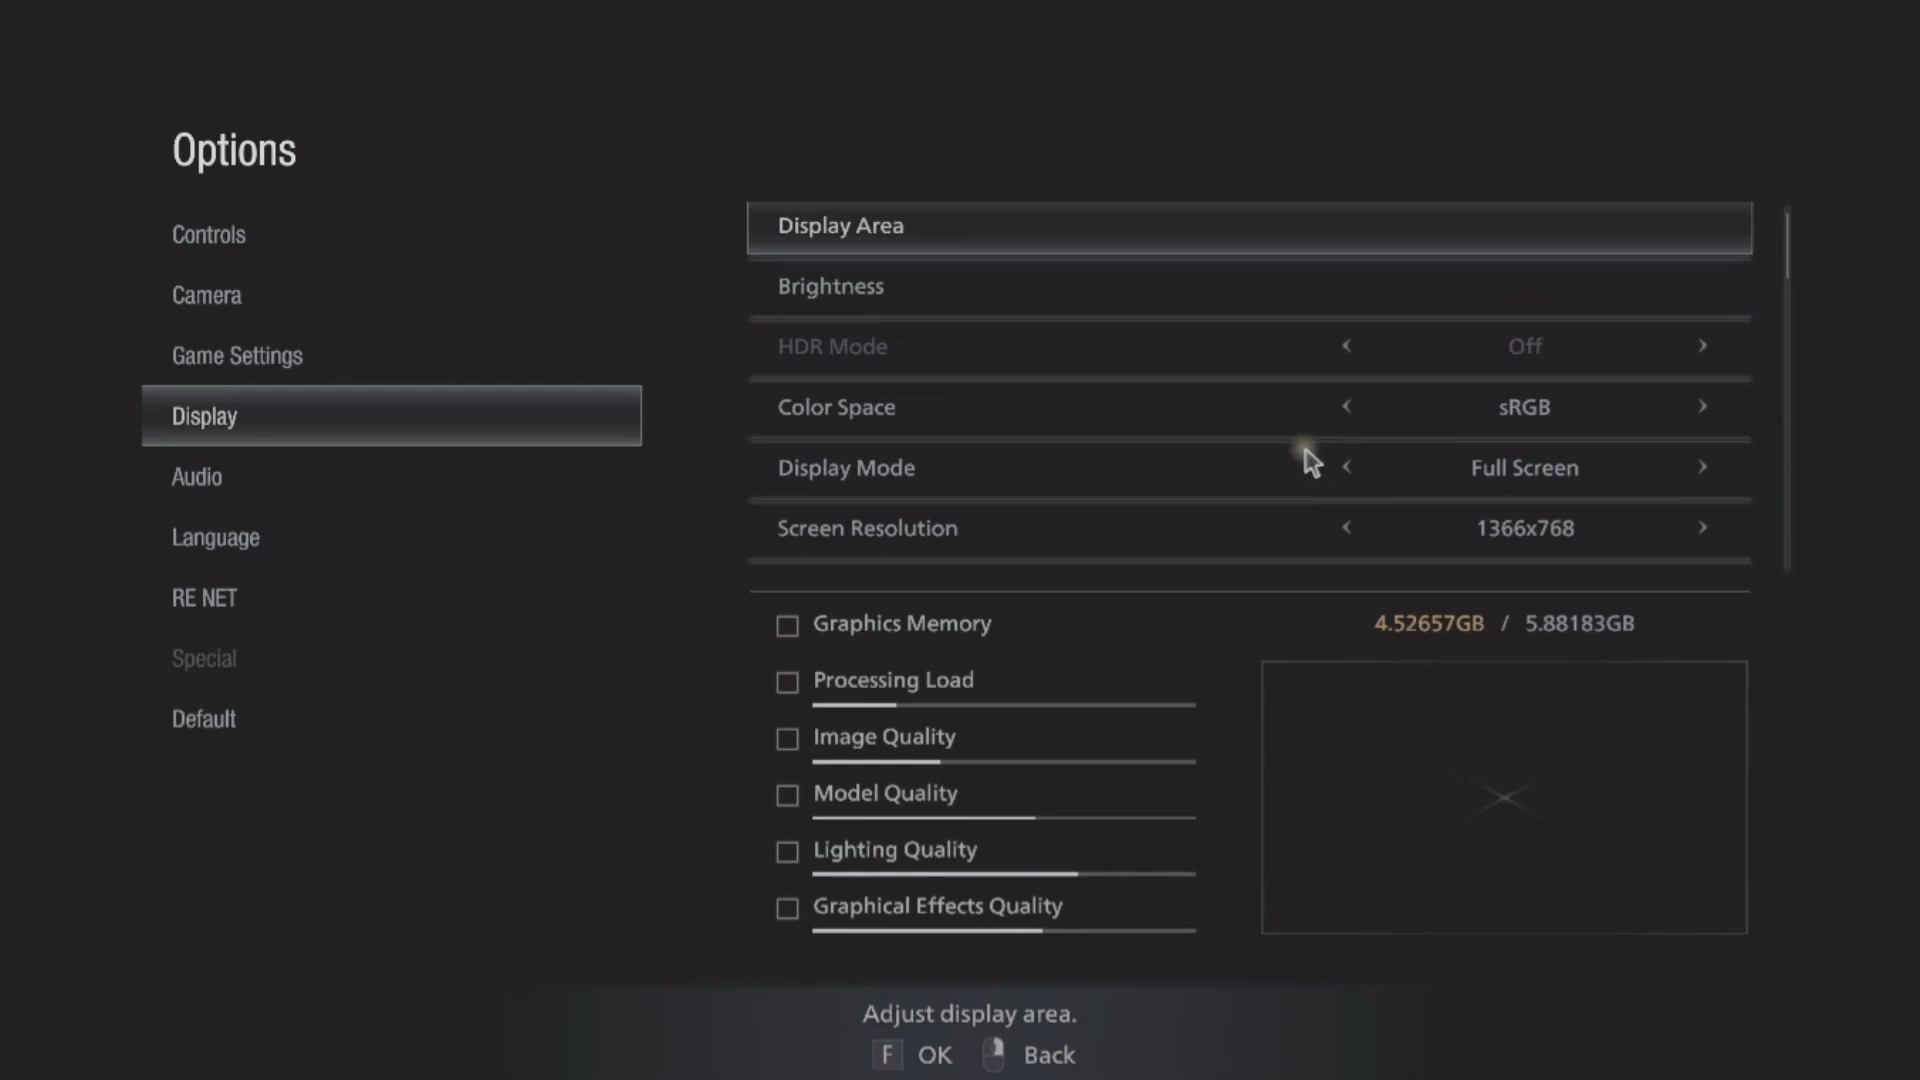 Options
Controls
Camera
Game Settings
Display
Audio
Language
RE NET
Special
Default
Display Area
Brightness
HDR Mode Off
Color Space sRGB
Display Mode Full Screen
Screen Resolution 1366x768
Graphics Memory 4.52657GB / 5.88183GB
Processing Load
Image Quality
Model Quality
Lighting Quality
Graphical Effects Quality
Adjust display area.
F OK Back